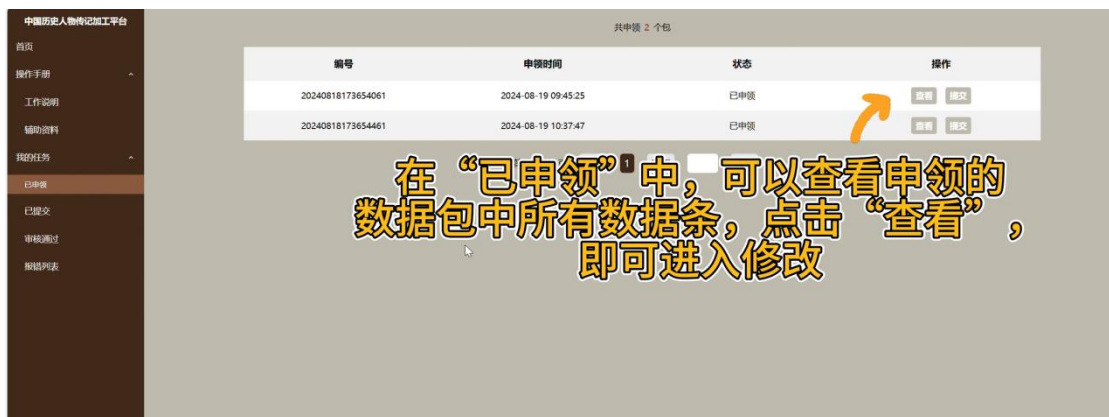 中国历史人物传记加工平台
首页
操作手册
工作说明
辅助资料
我的任务
已申领
已提交
审核通过
报错列表
共申领 2 个包
编号 申领时间 状态 操作
20240818173654061 2024-08-19 09:45:25 已申领 查看 提交
20240818173654461 2024-08-19 10:37:47 已申领 查看 提交
1
在“已申领”中，可以查看申领的
数据包中所有数据条，点击“查看”，
即可进入修改